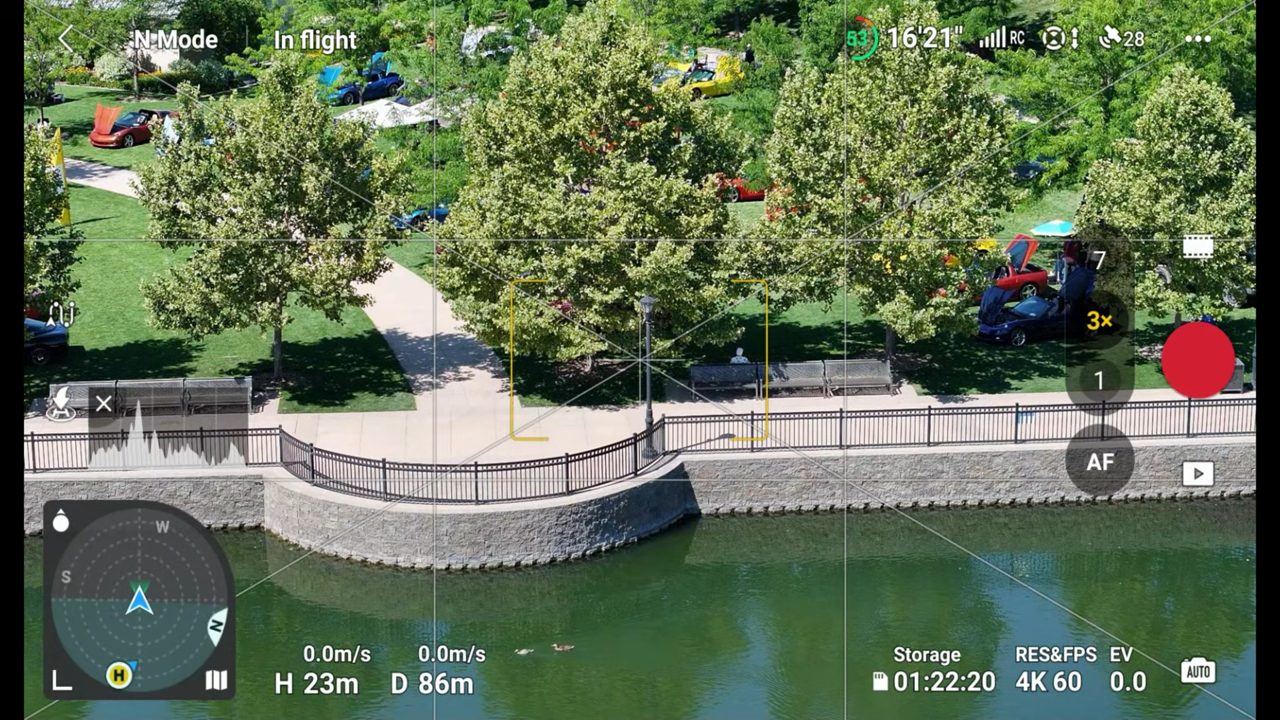 N Mode
In flight
53
16'21"
RC
28
7
3×
1
AF
W
S
N
H
0.0m/s
0.0m/s
H 23m
D 86m
Storage
01:22:20
RES&FPS
4K 60
EV
0.0
AUTO